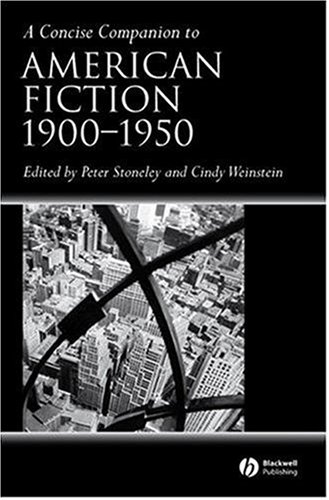 A Concise Companion to
AMERICAN
FICTION
1900–1950
Edited by Peter Stoneley and Cindy Weinstein
Blackwell
Publishing